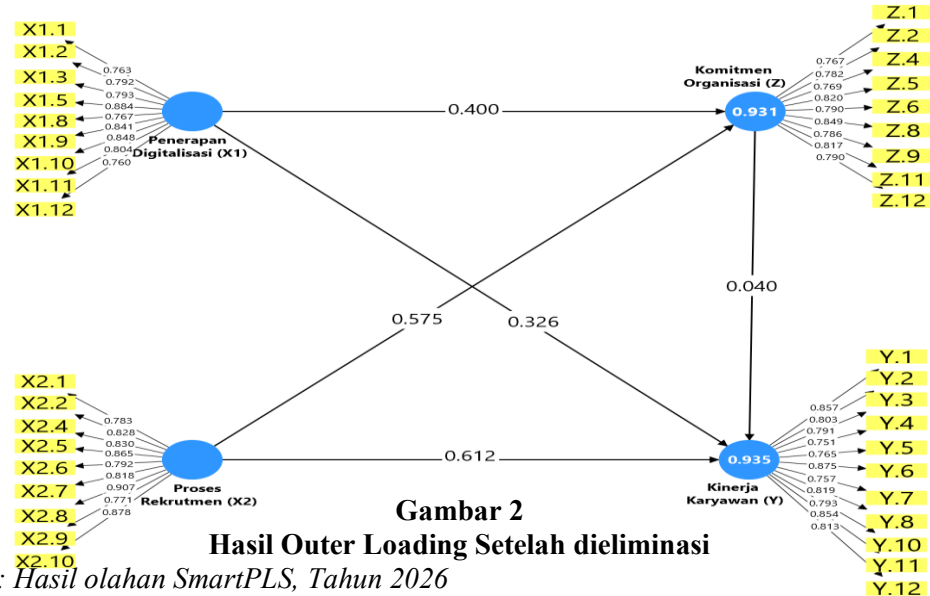 X1.1
X1.2
X1.3
X1.5
X1.8
X1.9
X1.10
X1.11
X1.12
0.763
0.792
0.793
0.884
0.767
0.841
0.848
0.804
0.760
Penerapan
Digitalisasi (X1)
0.400
Komitmen
Organisasi (Z)
0.931
0.767
0.782
0.769
0.820
0.790
0.849
0.786
0.817
0.790
Z.1
Z.2
Z.4
Z.5
Z.6
Z.8
Z.9
Z.11
Z.12
0.575
0.326
0.040
X2.1
X2.2
X2.4
X2.5
X2.6
X2.7
X2.8
X2.9
X2.10
0.783
0.828
0.830
0.865
0.792
0.818
0.907
0.771
0.878
Proses
Rekrutmen (X2)
0.612
0.935
Kinerja
Karyawan (Y)
0.857
0.803
0.791
0.751
0.765
0.875
0.757
0.819
0.793
0.854
0.813
Y.1
Y.2
Y.3
Y.4
Y.5
Y.6
Y.7
Y.8
Y.10
Y.11
Y.12
Gambar 2
Hasil Outer Loading Setelah dieliminasi
: Hasil olahan SmartPLS, Tahun 2026